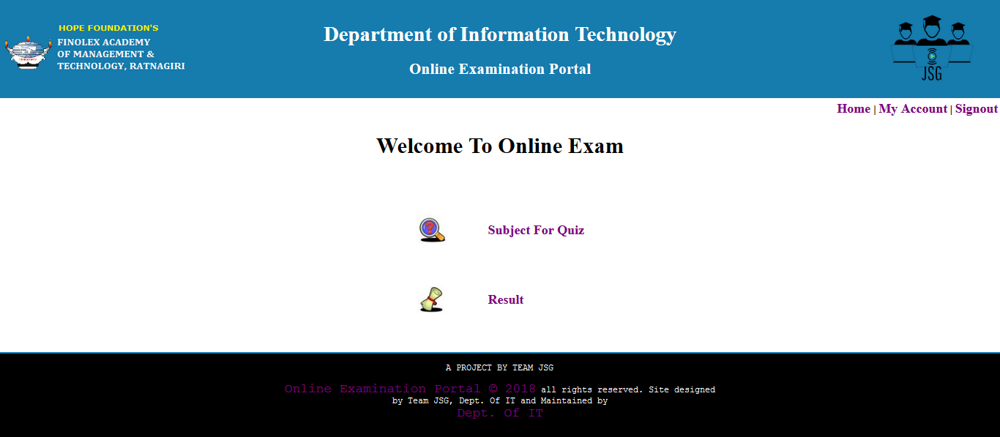 HOPE FOUNDATION'S
FINOLEX ACADEMY
OF MANAGEMENT &
TECHNOLOGY, RATNAGIRI
Department of Information Technology
Online Examination Portal
JSG
Home | My Account | Signout
Welcome To Online Exam
?
Subject For Quiz
Result
A PROJECT BY TEAM JSG
Online Examination Portal © 2018 all rights reserved. Site designed
by Team JSG, Dept. Of IT and Maintained by
Dept. Of IT